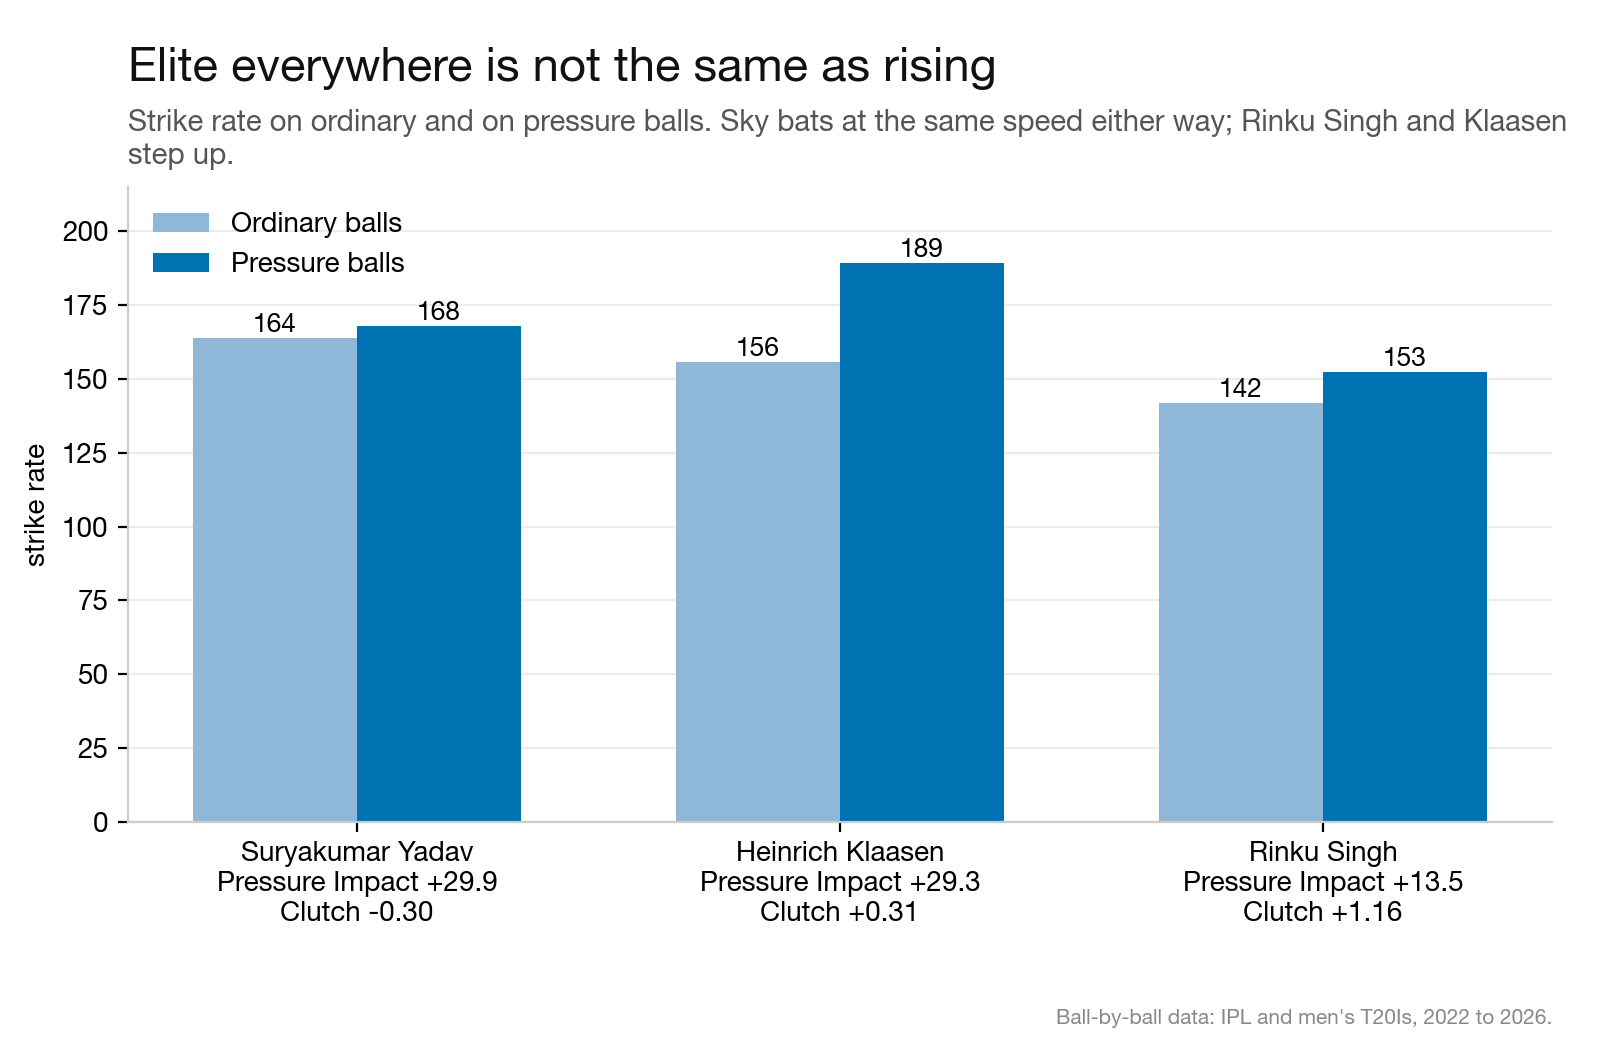 Elite everywhere is not the same as rising
Strike rate on ordinary and on pressure balls. Sky bats at the same speed either way; Rinku Singh and Klaasen
step up.
Ordinary balls
Pressure balls
strike rate
200
175
150
125
100
75
50
25
0
164
168
156
189
142
153
Suryakumar Yadav
Pressure Impact +29.9
Clutch -0.30
Heinrich Klaasen
Pressure Impact +29.3
Clutch +0.31
Rinku Singh
Pressure Impact +13.5
Clutch +1.16
Ball-by-ball data: IPL and men's T20Is, 2022 to 2026.